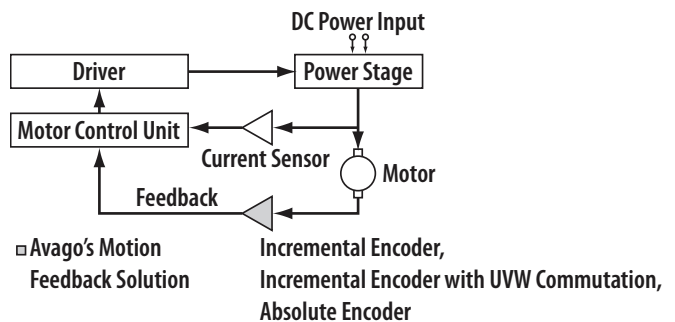 DC Power Input
Driver
Power Stage
Motor Control Unit
Current Sensor
Motor
Feedback
Avago's Motion
Feedback Solution
Incremental Encoder,
Incremental Encoder with UVW Commutation,
Absolute Encoder